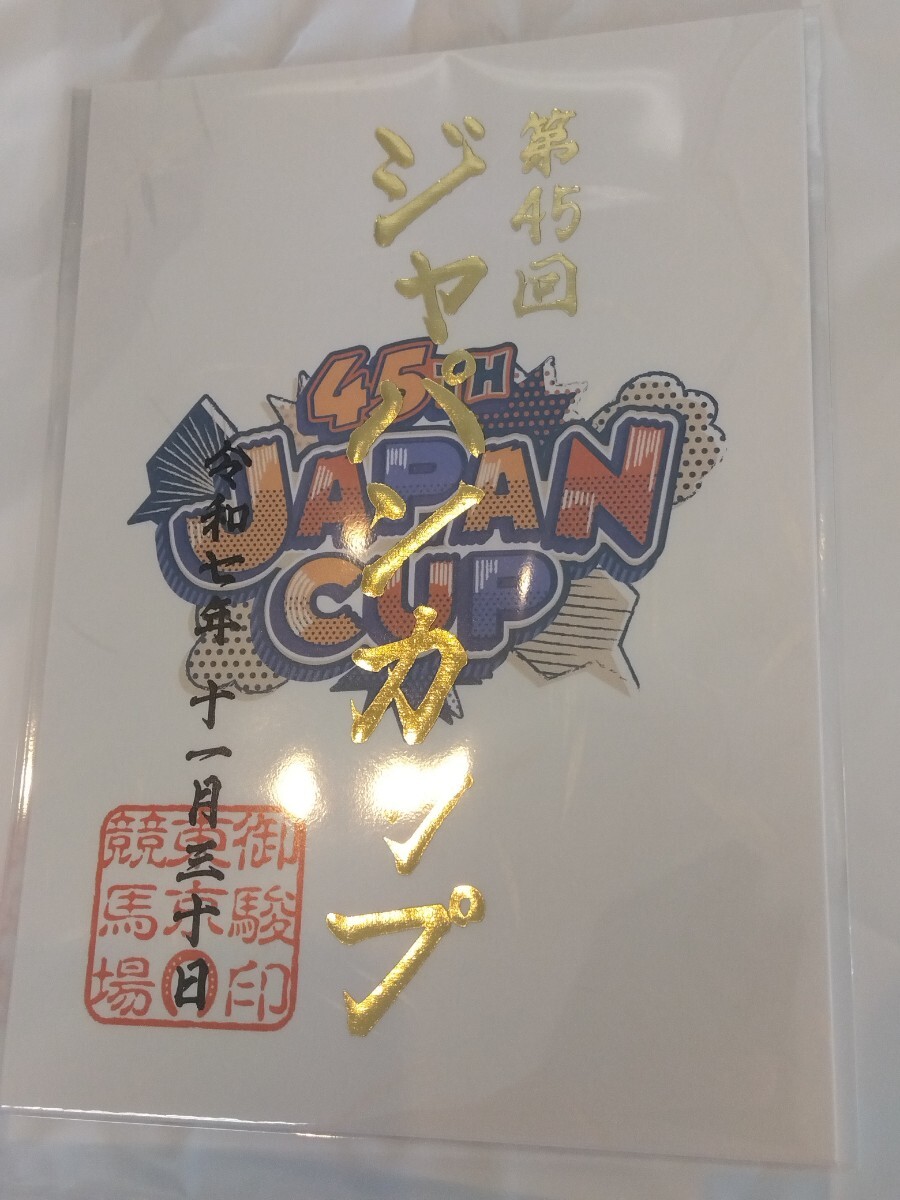 第45回
ジャパンカップ
45TH
JAPAN
CUP
令和七年 十一月三十日
御駿印
東京
競馬場